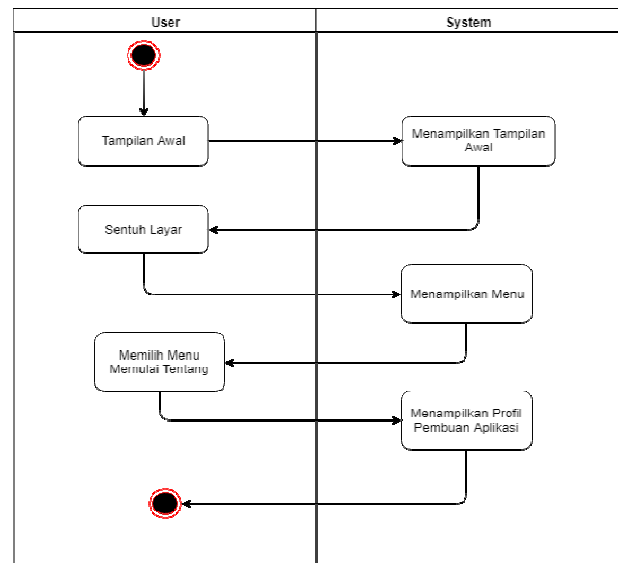 User
System
Tampilan Awal
Menampilkan Tampilan
Awal
Sentuh Layar
Menampilkan Menu
Memilih Menu
Memulai Tentang
Menampilkan Profil
Pembuan Aplikasi